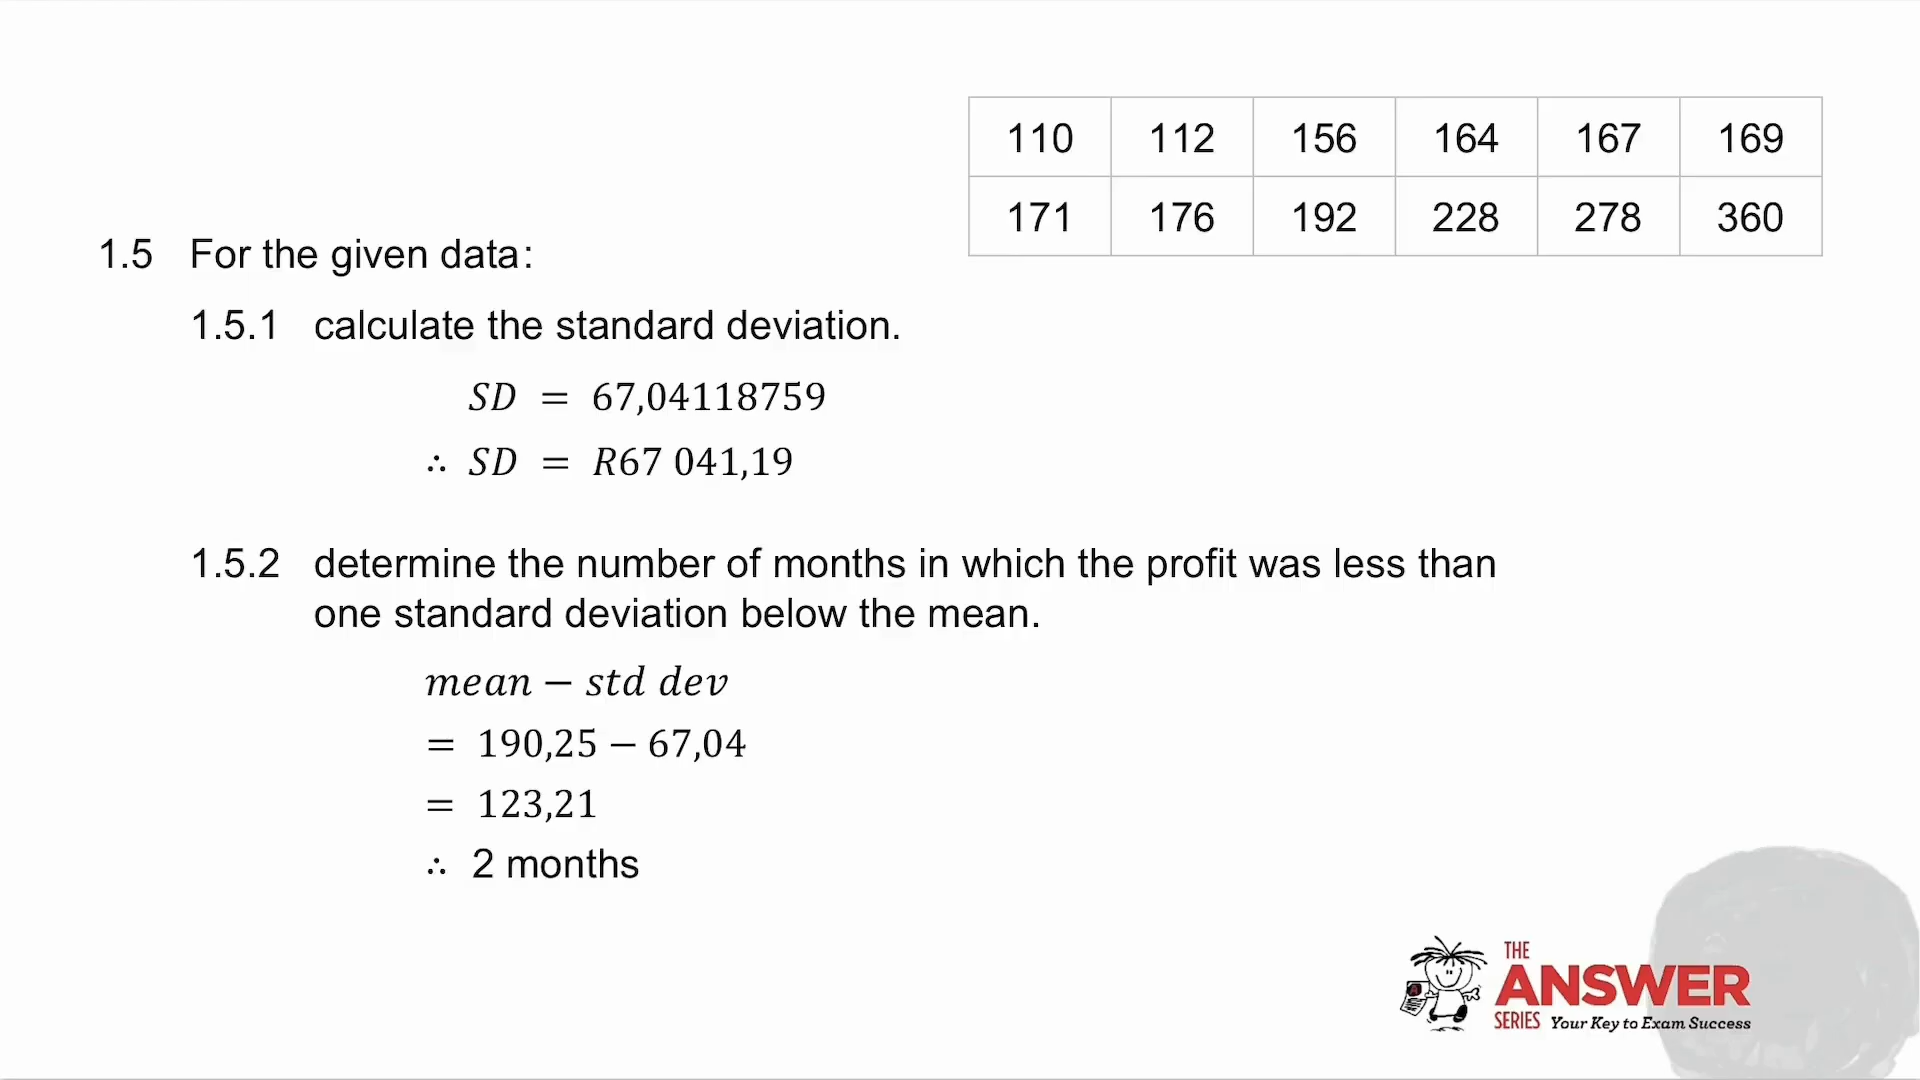 110 112 156 164 167 169
171 176 192 228 278 360
1.5 For the given data:
1.5.1 calculate the standard deviation.
SD = 67,04118759
∴ SD = R67 041,19
1.5.2 determine the number of months in which the profit was less than
one standard deviation below the mean.
mean − std dev
= 190,25 − 67,04
= 123,21
∴ 2 months
THE
ANSWER
SERIES Your Key to Exam Success